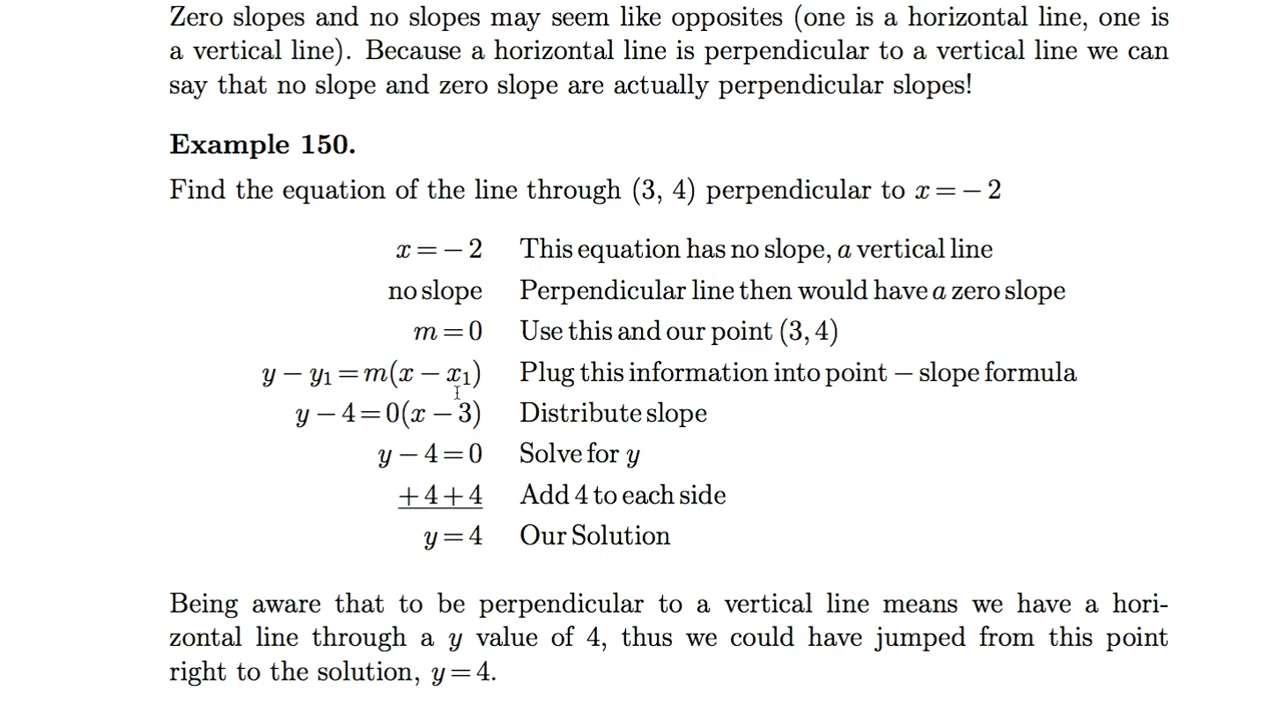 Zero slopes and no slopes may seem like opposites (one is a horizontal line, one is
a vertical line). Because a horizontal line is perpendicular to a vertical line we can
say that no slope and zero slope are actually perpendicular slopes!
Example 150.
Find the equation of the line through (3, 4) perpendicular to x = − 2
x = − 2 This equation has no slope, a vertical line
no slope Perpendicular line then would have a zero slope
m = 0 Use this and our point (3, 4)
y − y₁ = m(x − x₁) Plug this information into point − slope formula
y − 4 = 0(x − 3) Distribute slope
y − 4 = 0 Solve for y
+ 4 + 4 Add 4 to each side
y = 4 Our Solution
Being aware that to be perpendicular to a vertical line means we have a hori-
zontal line through a y value of 4, thus we could have jumped from this point
right to the solution, y = 4.